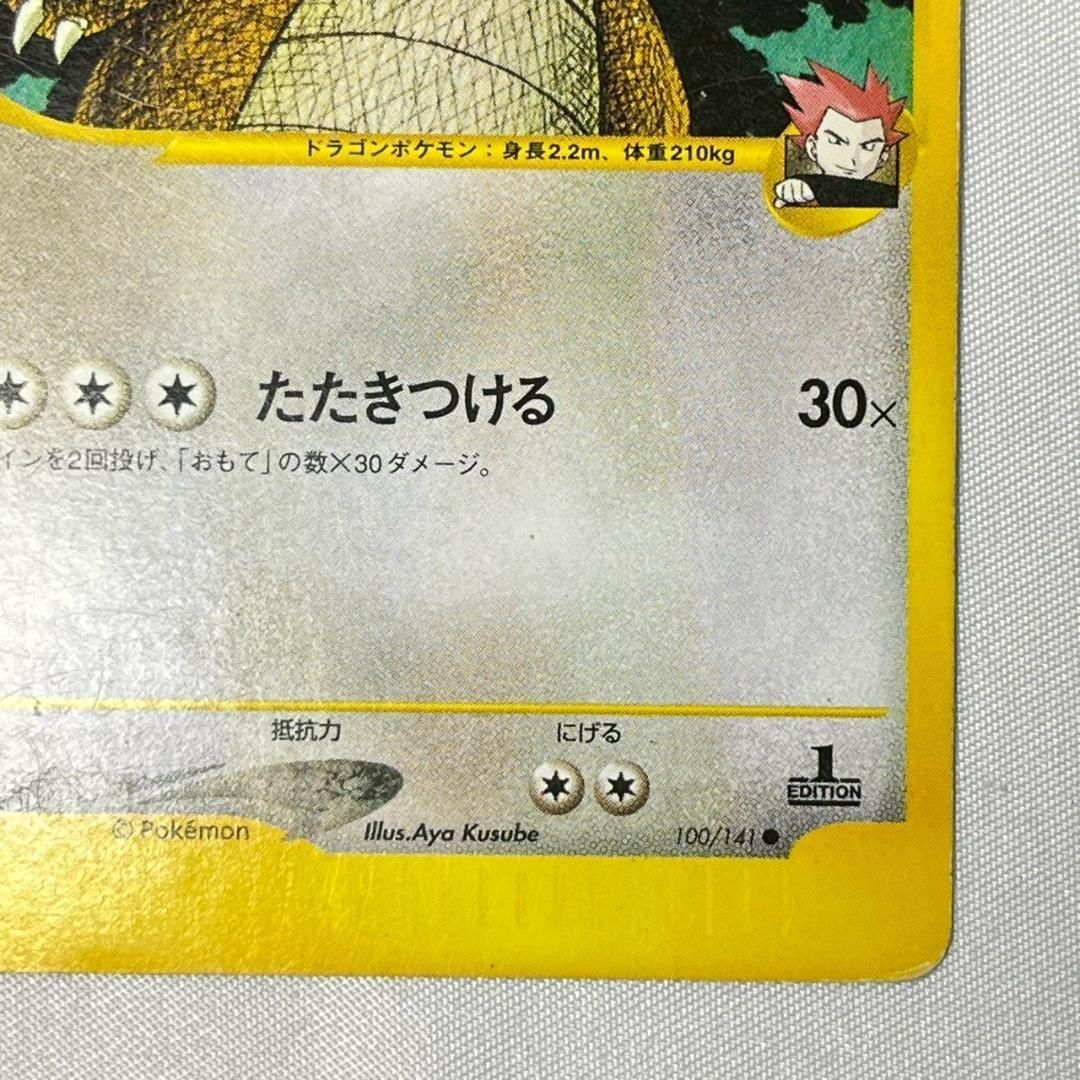 ドラゴンポケモン：身長2.2m、体重210kg
たたきつける 30×
インを2回投げ、「おもて」の数×30ダメージ。
抵抗力 にげる
1
EDITION
© Pokémon Illus.Aya Kusube 100/141●